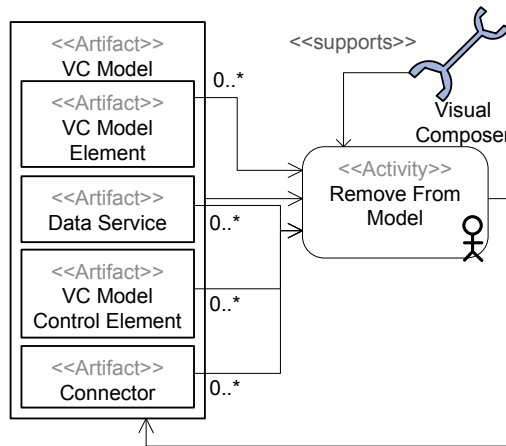 <<Artifact>>
VC Model
<<Artifact>>
VC Model
Element
0..*
<<Artifact>>
Data Service
0..*
<<Artifact>>
VC Model
Control Element
0..*
<<Artifact>>
Connector
0..*
<<supports>>
Visual
Composer
<<Activity>>
Remove From
Model